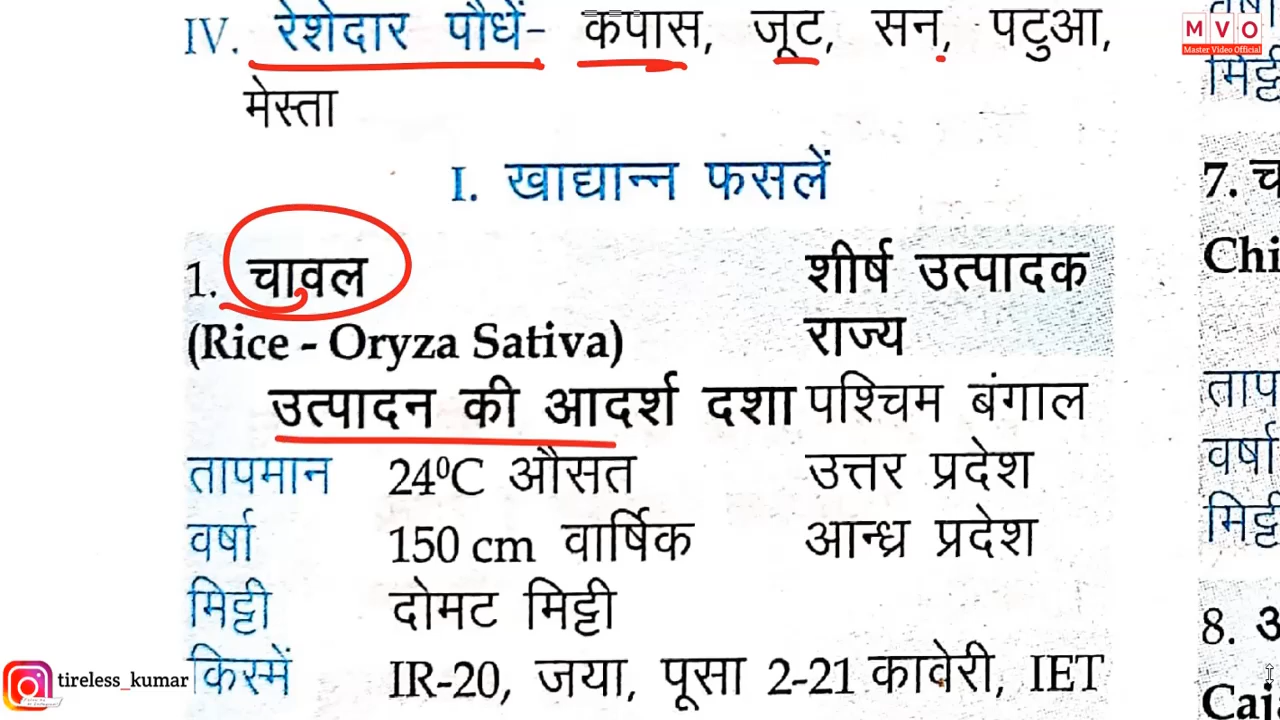 IV. रेशेदार पौधें- कपास, जूट, सन, पटुआ,
मेस्ता
I. खाद्यान्न फसलें
1. चावल
(Rice - Oryza Sativa)
शीर्ष उत्पादक
राज्य
उत्पादन की आदर्श दशा
पश्चिम बंगाल
तापमान 24⁰C औसत
उत्तर प्रदेश
वर्षा 150 cm वार्षिक
आन्ध्र प्रदेश
मिट्टी दोमट मिट्टी
किस्में IR-20, जया, पूसा 2-21 कावेरी, IET
M V O
Master Video Official
7.
Chi
ताप
वर्षा
मिट्टी
8.
tireless_kumar